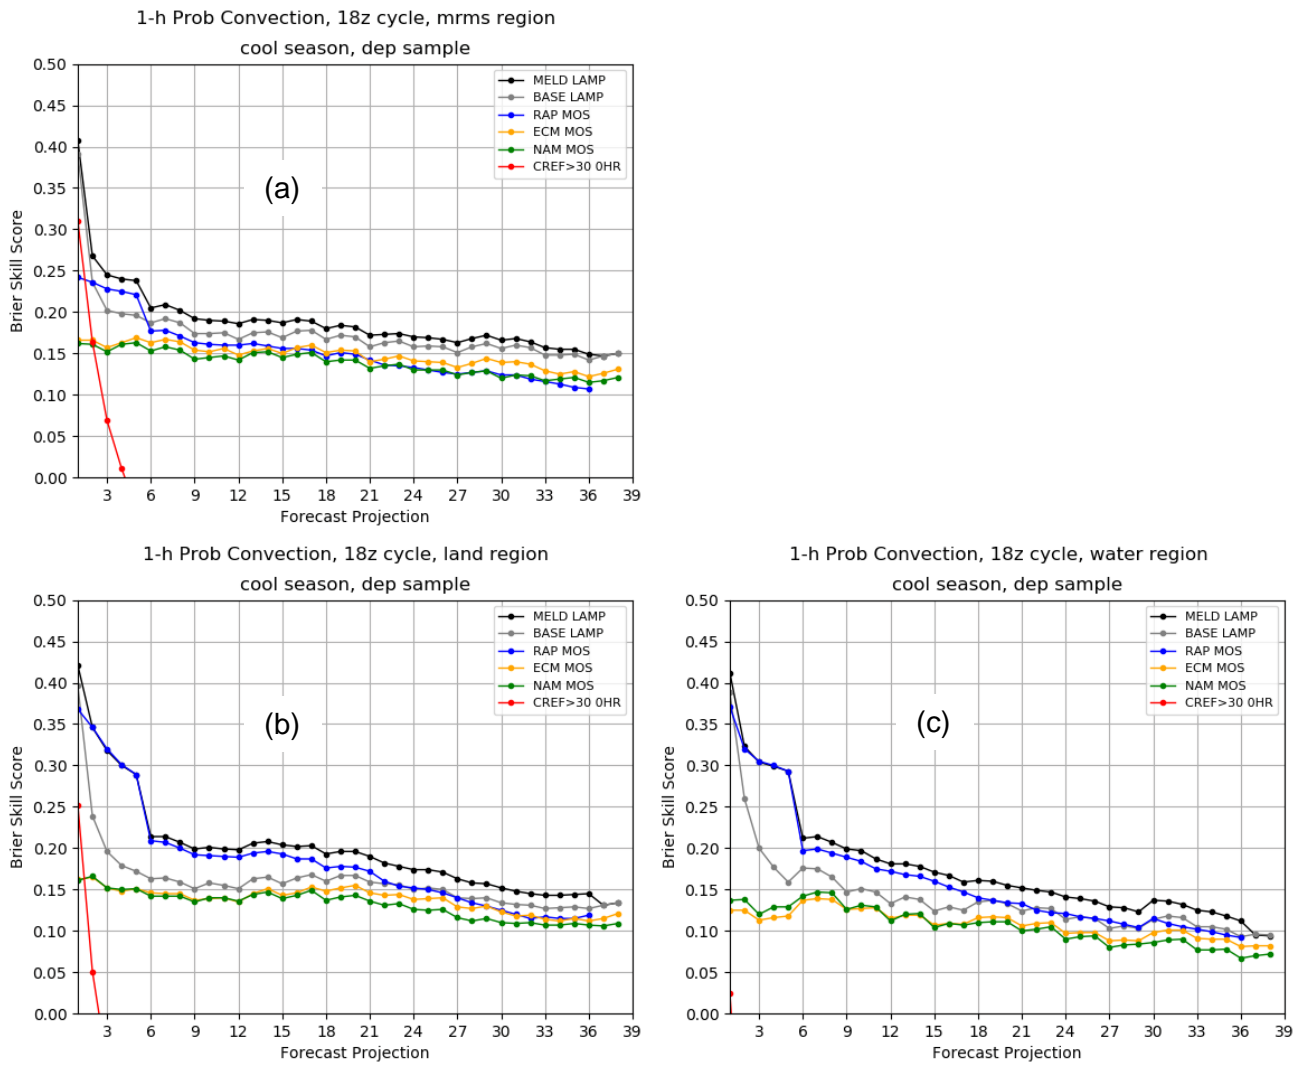 1-h Prob Convection, 18z cycle, mrms region
cool season, dep sample
0.50
0.45
0.40
0.35
0.30
0.25
0.20
0.15
0.10
0.05
0.00
Brier Skill Score
MELD LAMP
BASE LAMP
RAP MOS
ECM MOS
NAM MOS
CREF>30 0HR
(a)
3 6 9 12 15 18 21 24 27 30 33 36 39
Forecast Projection
1-h Prob Convection, 18z cycle, land region
cool season, dep sample
0.50
0.45
0.40
0.35
0.30
0.25
0.20
0.15
0.10
0.05
0.00
Brier Skill Score
MELD LAMP
BASE LAMP
RAP MOS
ECM MOS
NAM MOS
CREF>30 0HR
(b)
3 6 9 12 15 18 21 24 27 30 33 36 39
Forecast Projection
1-h Prob Convection, 18z cycle, water region
cool season, dep sample
0.50
0.45
0.40
0.35
0.30
0.25
0.20
0.15
0.10
0.05
0.00
Brier Skill Score
MELD LAMP
BASE LAMP
RAP MOS
ECM MOS
NAM MOS
CREF>30 0HR
(c)
3 6 9 12 15 18 21 24 27 30 33 36 39
Forecast Projection